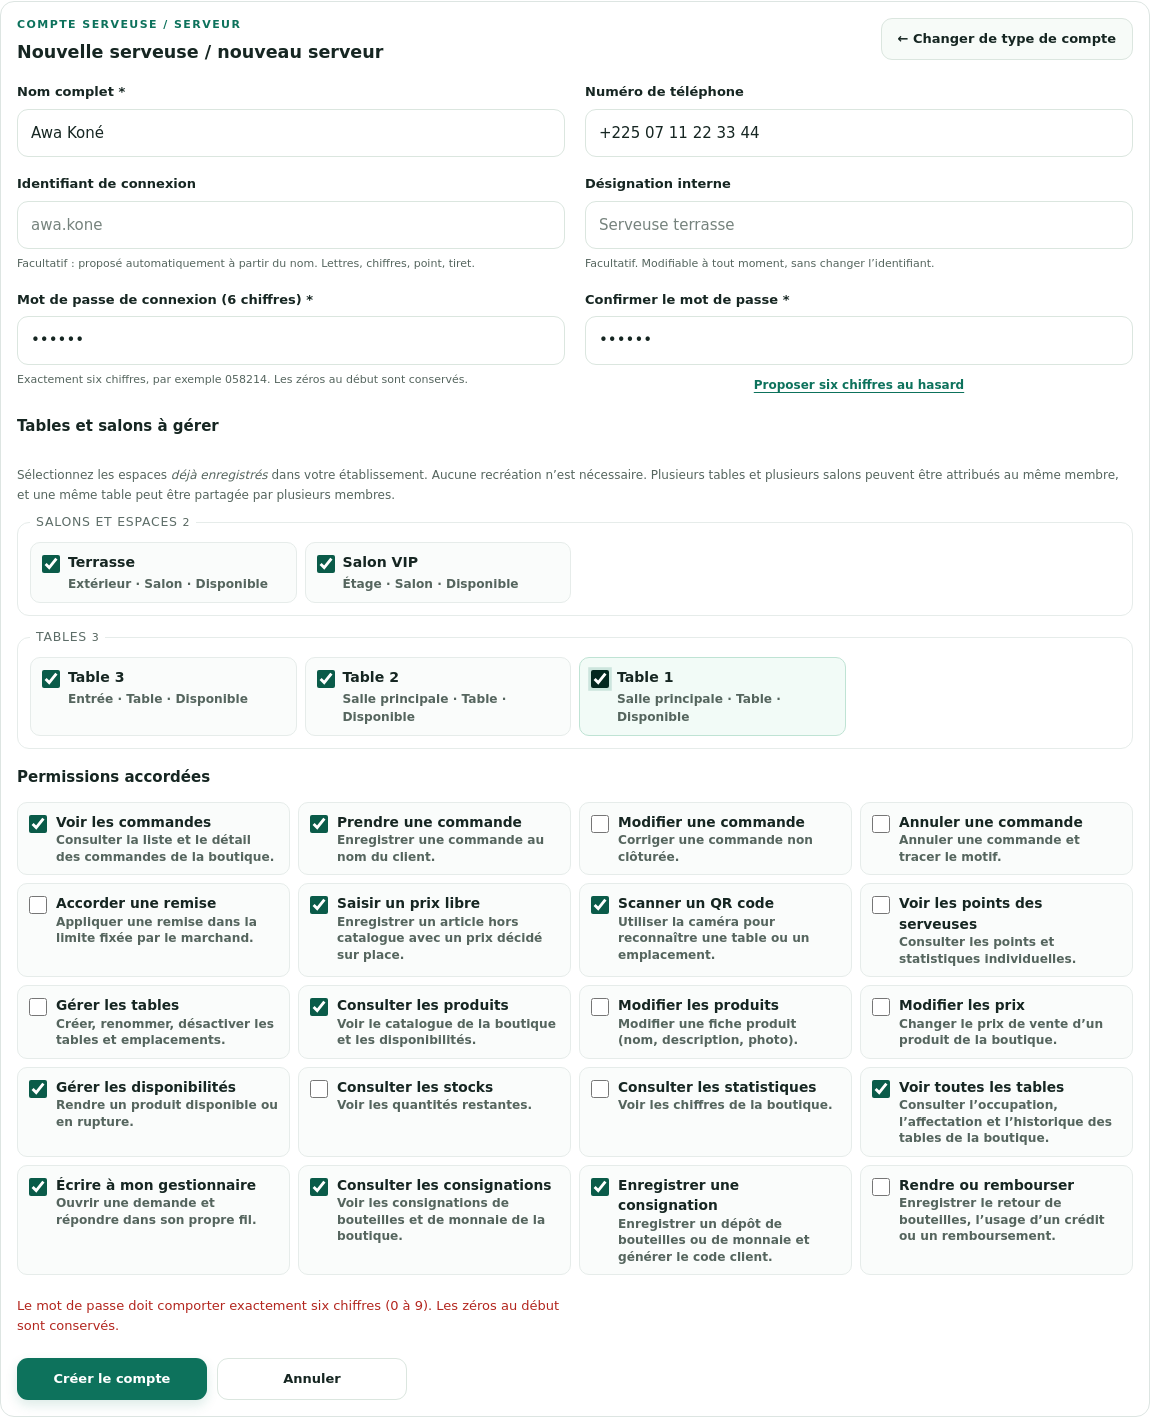 COMPTE SERVEUSE / SERVEUR
Nouvelle serveuse / nouveau serveur
← Changer de type de compte
Nom complet *
Numéro de téléphone
Awa Koné
+225 07 11 22 33 44
Identifiant de connexion
Désignation interne
awa.kone
Serveuse terrasse
Facultatif : proposé automatiquement à partir du nom. Lettres, chiffres, point, tiret.
Facultatif. Modifiable à tout moment, sans changer l’identifiant.
Mot de passe de connexion (6 chiffres) *
Confirmer le mot de passe *
••••••
••••••
Exactement six chiffres, par exemple 058214. Les zéros au début sont conservés.
Proposer six chiffres au hasard
Tables et salons à gérer
Sélectionnez les espaces déjà enregistrés dans votre établissement. Aucune recréation n’est nécessaire. Plusieurs tables et plusieurs salons peuvent être attribués au même membre,
et une même table peut être partagée par plusieurs membres.
SALONS ET ESPACES 2
Terrasse
Extérieur · Salon · Disponible
Salon VIP
Étage · Salon · Disponible
TABLES 3
Table 3
Entrée · Table · Disponible
Table 2
Salle principale · Table ·
Disponible
Table 1
Salle principale · Table ·
Disponible
Permissions accordées
Voir les commandes
Consulter la liste et le détail
des commandes de la boutique.
Prendre une commande
Enregistrer une commande au
nom du client.
Modifier une commande
Corriger une commande non
clôturée.
Annuler une commande
Annuler une commande et
tracer le motif.
Accorder une remise
Appliquer une remise dans la
limite fixée par le marchand.
Saisir un prix libre
Enregistrer un article hors
catalogue avec un prix décidé
sur place.
Scanner un QR code
Utiliser la caméra pour
reconnaître une table ou un
emplacement.
Voir les points des
serveuses
Consulter les points et
statistiques individuelles.
Gérer les tables
Créer, renommer, désactiver les
tables et emplacements.
Consulter les produits
Voir le catalogue de la boutique
et les disponibilités.
Modifier les produits
Modifier une fiche produit
(nom, description, photo).
Modifier les prix
Changer le prix de vente d’un
produit de la boutique.
Gérer les disponibilités
Rendre un produit disponible ou
en rupture.
Consulter les stocks
Voir les quantités restantes.
Consulter les statistiques
Voir les chiffres de la boutique.
Voir toutes les tables
Consulter l’occupation,
l’affectation et l’historique des
tables de la boutique.
Écrire à mon gestionnaire
Ouvrir une demande et
répondre dans son propre fil.
Consulter les consignations
Voir les consignations de
bouteilles et de monnaie de la
boutique.
Enregistrer une
consignation
Enregistrer un dépôt de
bouteilles ou de monnaie et
générer le code client.
Rendre ou rembourser
Enregistrer le retour de
bouteilles, l’usage d’un crédit
ou un remboursement.
Le mot de passe doit comporter exactement six chiffres (0 à 9). Les zéros au début
sont conservés.
Créer le compte
Annuler